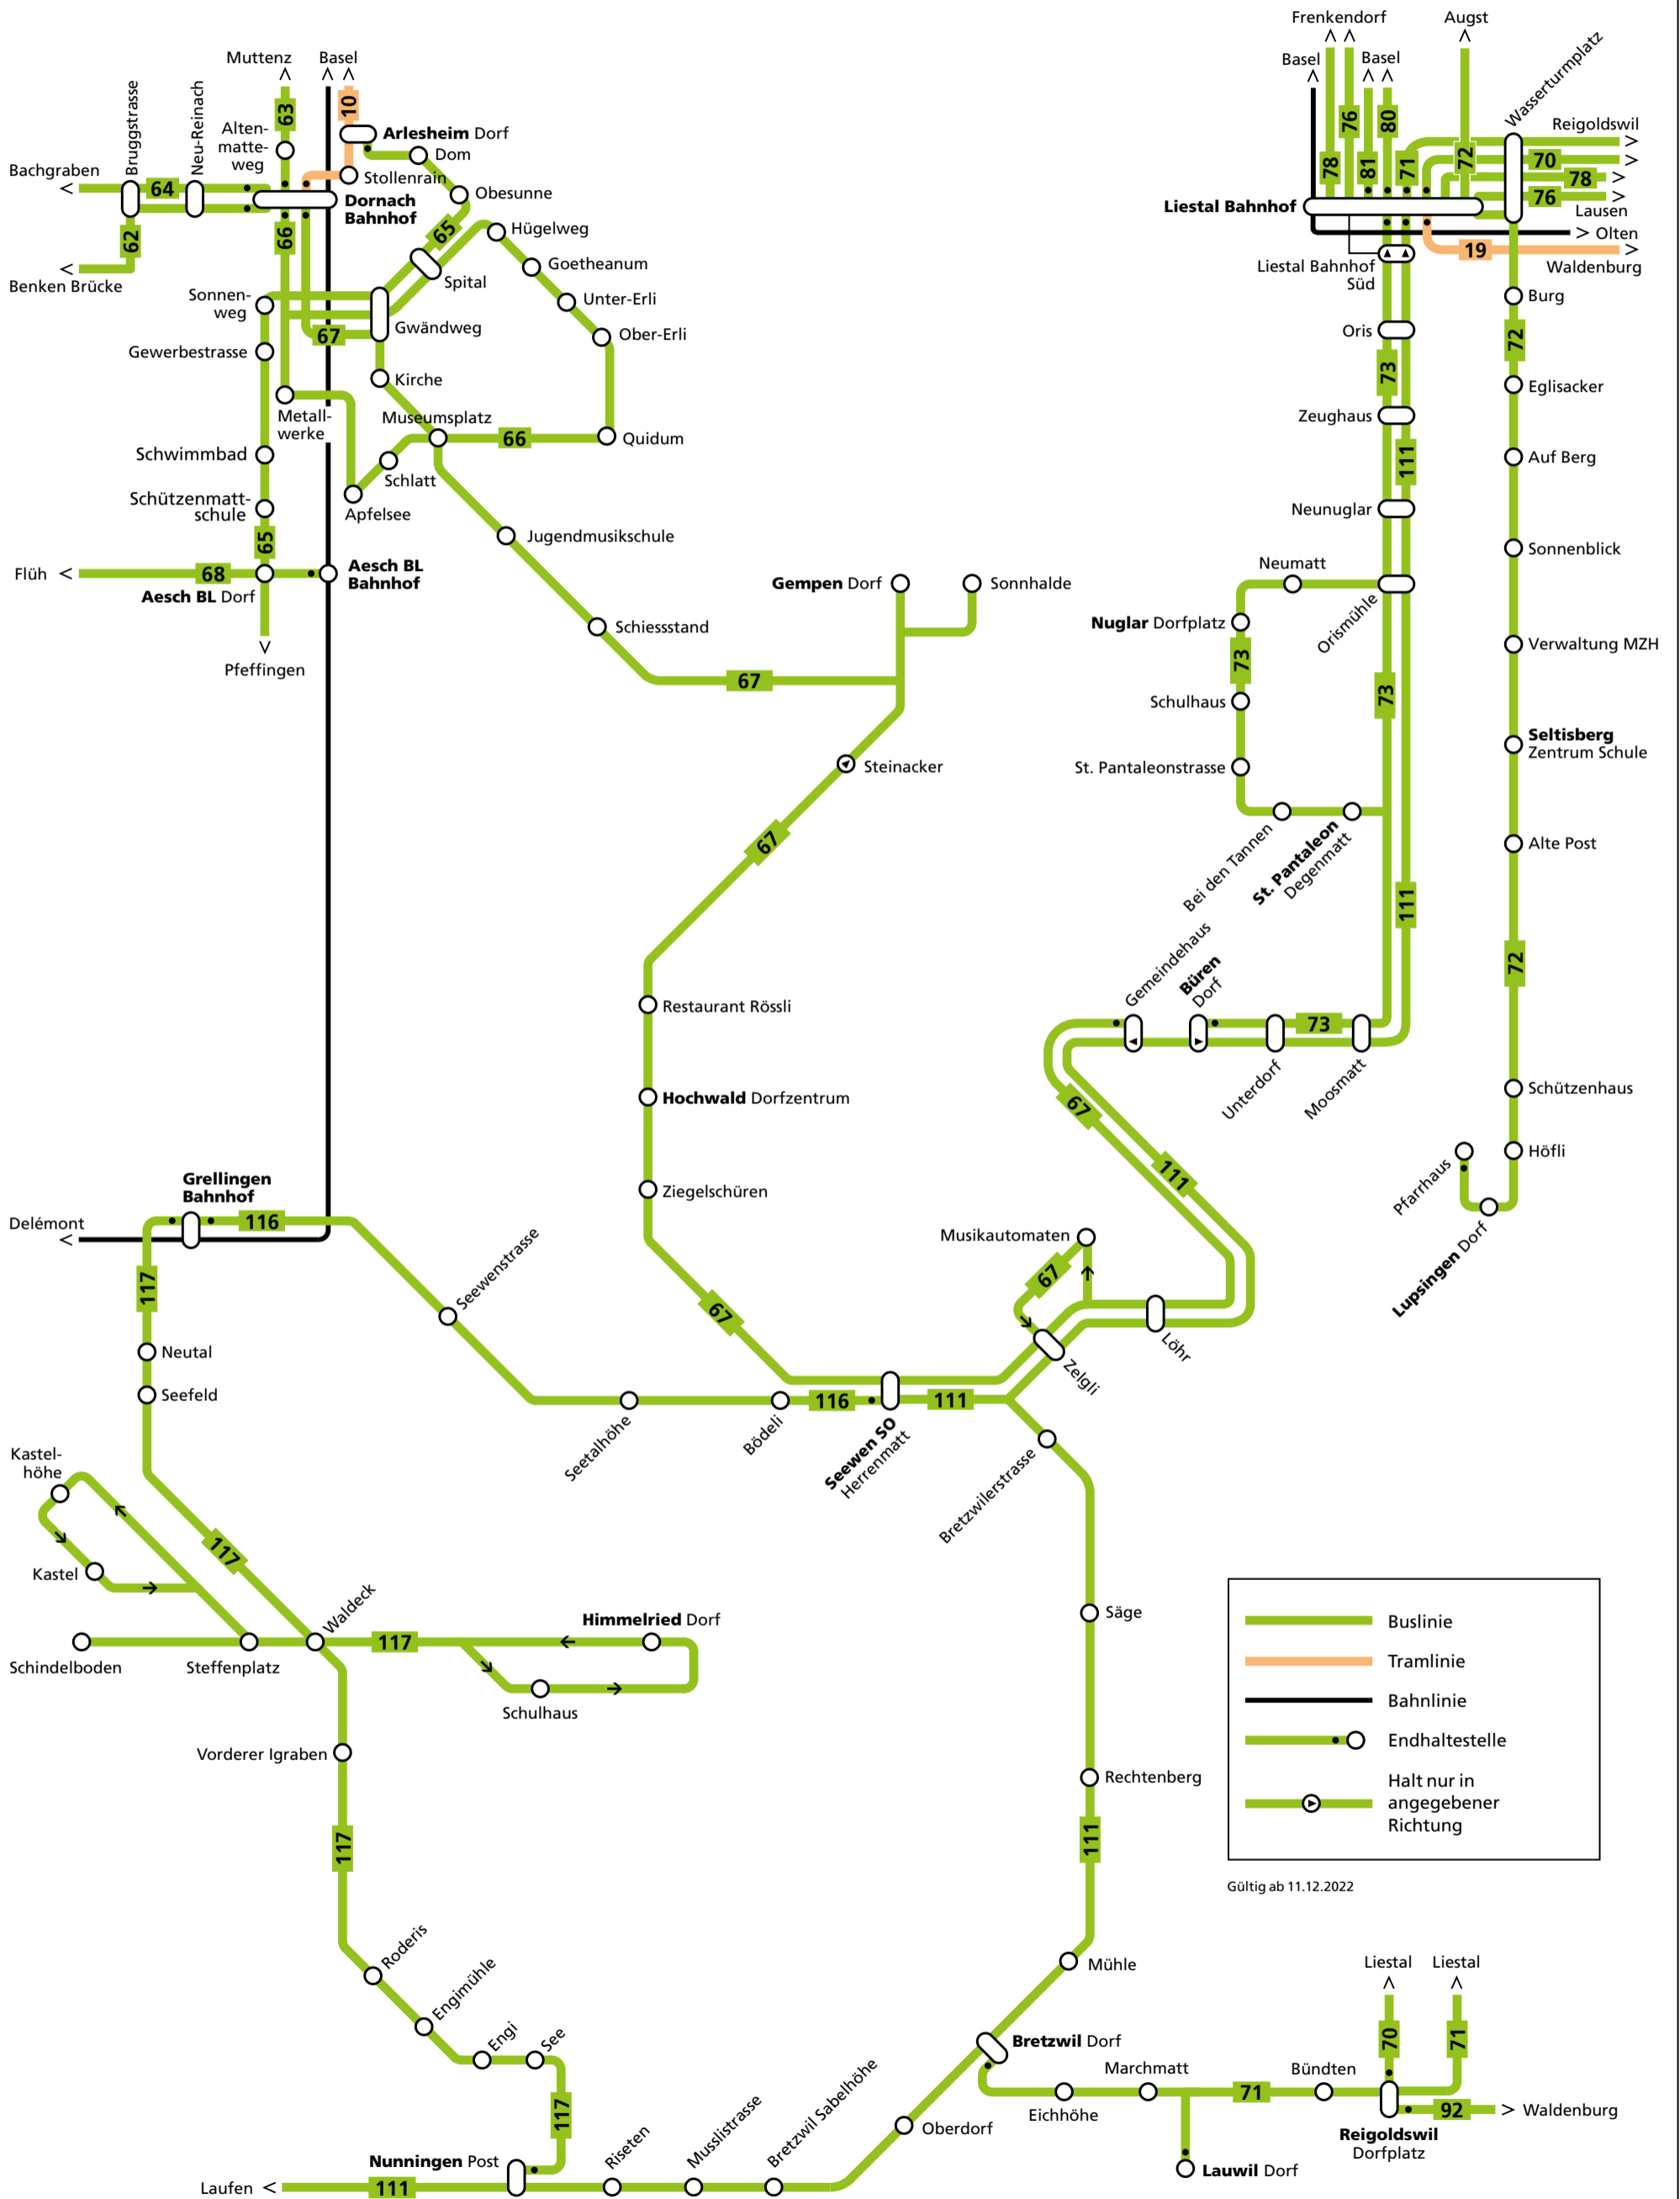 Frenkendorf
Augst
Basel
Basel
Wasserturmplatz
78
76
81
80
71
72
Reigoldswil
70
78
76
Lausen
Olten
19
Waldenburg
Liestal Bahnhof
Liestal Bahnhof
Süd
Muttenz
Basel
63
10
Bruggstrasse
Neu-Reinach
Alten-
matte-
weg
Arlesheim Dorf
Dom
Stollenrain
Obesunne
Bachgraben
64
Dornach
Bahnhof
62
66
65
Benken Brücke
Hügelweg
Goetheanum
Spital
Unter-Erli
Sonnen-
weg
Gwändweg
67
Ober-Erli
Gewerbestrasse
Kirche
Metall-
werke
Museumsplatz
66
Quidum
Schwimmbad
Schlatt
Schützenmatt-
schule
Apfelsee
65
Jugendmusikschule
Flüh
68
Aesch BL
Bahnhof
Aesch BL Dorf
Pfeffingen
Schiessstand
Gempen Dorf
Sonnhalde
67
Steinacker
67
Restaurant Rössli
Hochwald Dorfzentrum
Ziegelschüren
67
Burg
Oris
72
73
Eglisacker
Zeughaus
111
Auf Berg
Neunuglar
Sonnenblick
Neumatt
Orismühle
Nuglar Dorfplatz
73
Verwaltung MZH
73
Schulhaus
Seltisberg
Zentrum Schule
St. Pantaleonstrasse
Bei den Tannen
St. Pantaleon
Degenmatt
Alte Post
111
72
Gemeindehaus
Büren
Dorf
73
Unterdorf
Moosmatt
67
111
Schützenhaus
Höfli
Pfarrhaus
Lupsingen Dorf
Musikautomaten
67
Löhr
Zelgli
Grellingen
Bahnhof
Delémont
116
117
Seewenstrasse
Neutal
Seefeld
Seetalhöhe
Bödeli
116
111
Seewen SO
Herrenmatt
Bretzwilerstrasse
Kastel-
höhe
117
Kastel
Waldeck
Himmelried Dorf
117
Schindelboden
Steffenplatz
Schulhaus
Säge
Vorderer Igraben
Rechtenberg
117
111
Roderis
Engimühle
Engi
See
117
Mühle
Bretzwil Dorf
Marchmatt
71
Bündten
Eichhöhe
Liestal
Liestal
70
71
92
Waldenburg
Reigoldswil
Dorfplatz
Lauwil Dorf
Oberdorf
Bretzwil Sabelhöhe
Musslistrasse
Riseten
Nunningen Post
Laufen
111
Buslinie
Tramlinie
Bahnlinie
Endhaltestelle
Halt nur in
angegebener
Richtung
Gültig ab 11.12.2022